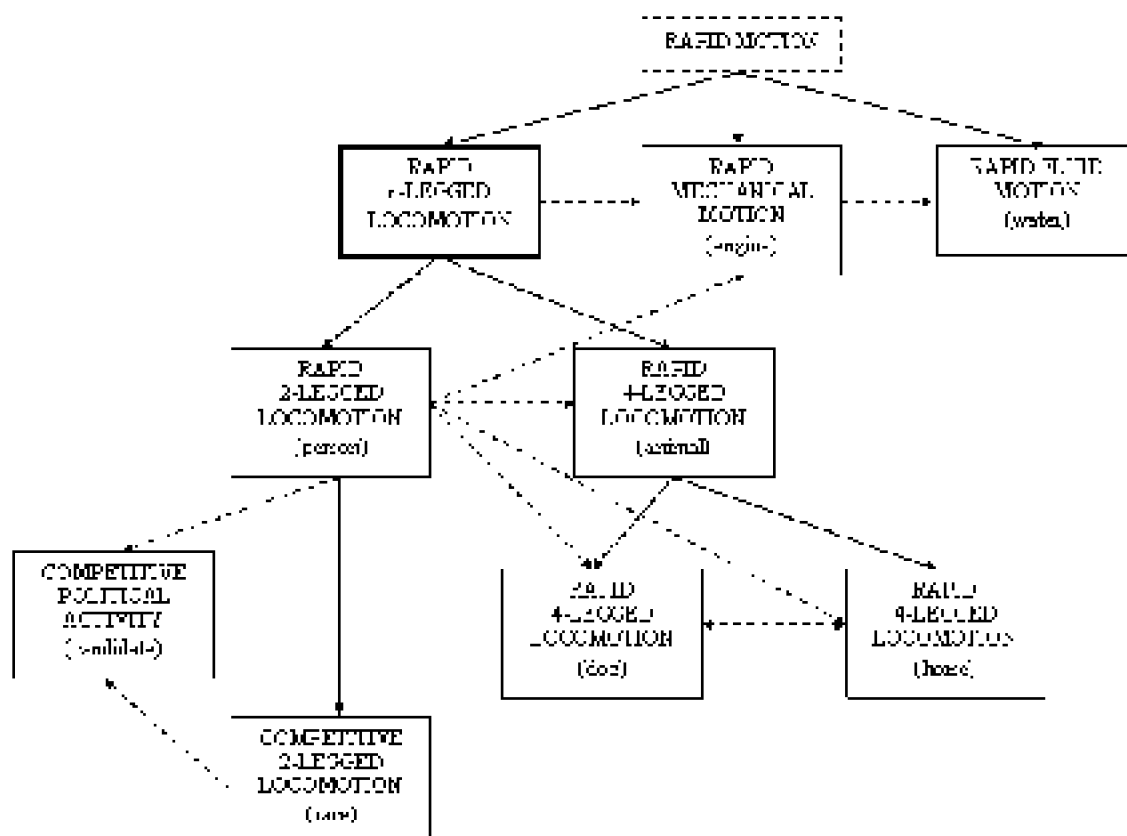 RAPID MOTION
RAPID
n-LEGGED
LOCOMOTION
RAPID
MECHANICAL
MOTION
(engine)
RAPID FLUID
MOTION
(water)
RAPID
2-LEGGED
LOCOMOTION
(person)
RAPID
4-LEGGED
LOCOMOTION
(animal)
COMPETITIVE
POLITICAL
ACTIVITY
(candidate)
RAPID
4-LEGGED
LOCOMOTION
(dog)
RAPID
4-LEGGED
LOCOMOTION
(horse)
COMPETITIVE
2-LEGGED
LOCOMOTION
(race)